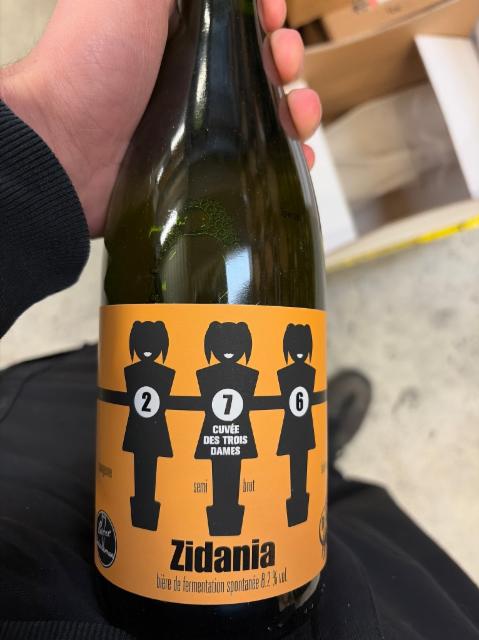 2
7
6
CUVÉE
DES TROIS
DAMES
semi brut
Zidania
bière de fermentation spontanée 8.2 % vol.